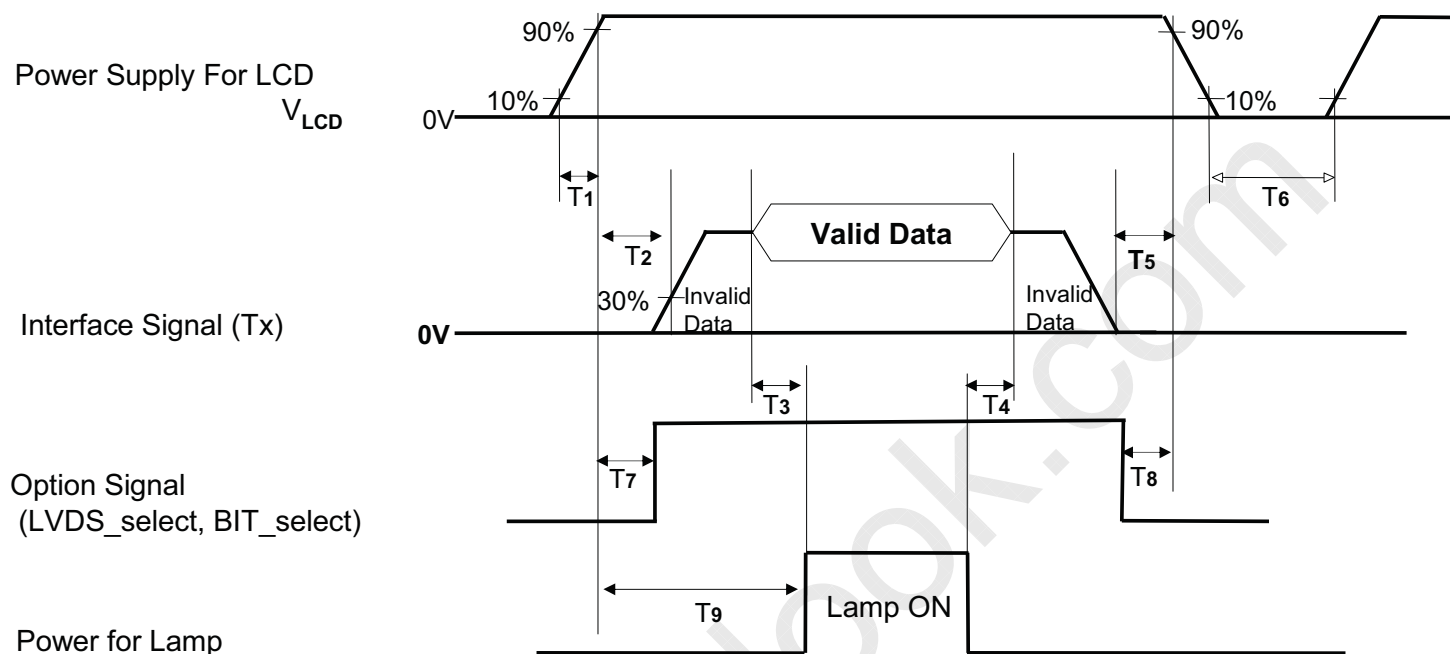 90%
90%
Power Supply For LCD
10%
10%
VLCD
0V
T1
T6
Valid Data
T2
T5
30%
Invalid
Data
Invalid
Data
Interface Signal (Tx)
0V
T3
T4
T7
T8
Option Signal
(LVDS_select, BIT_select)
T9
Lamp ON
Power for Lamp
look.com